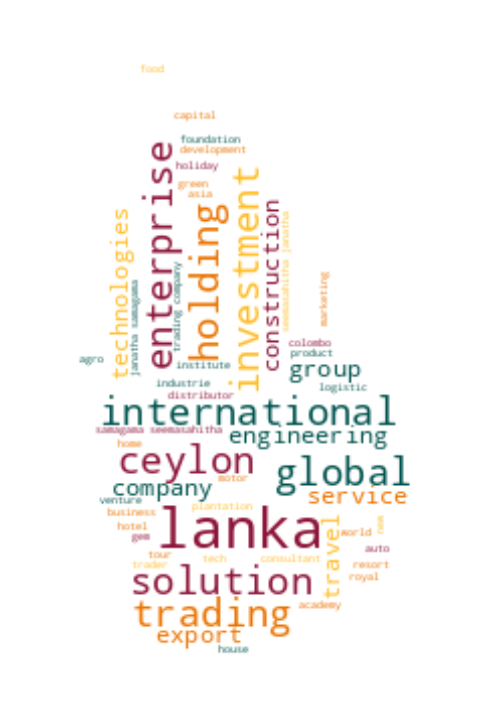 food
capital
foundation
development
enterprise
holiday
green
asia
investment
holding
construction
technologies
seemasahitha janatha
trading company
janatha samagama
marketing
colombo
product
agro
institute
group
industrie
logistic
distributor
international
samagama seemasahitha
engineering
home
ceylon
global
motor
company
service
venture
plantation
business
lanka
travel
new
hotel
world
gem
auto
tour
tech
consultant
trader
resort
solution
royal
trading
academy
export
house